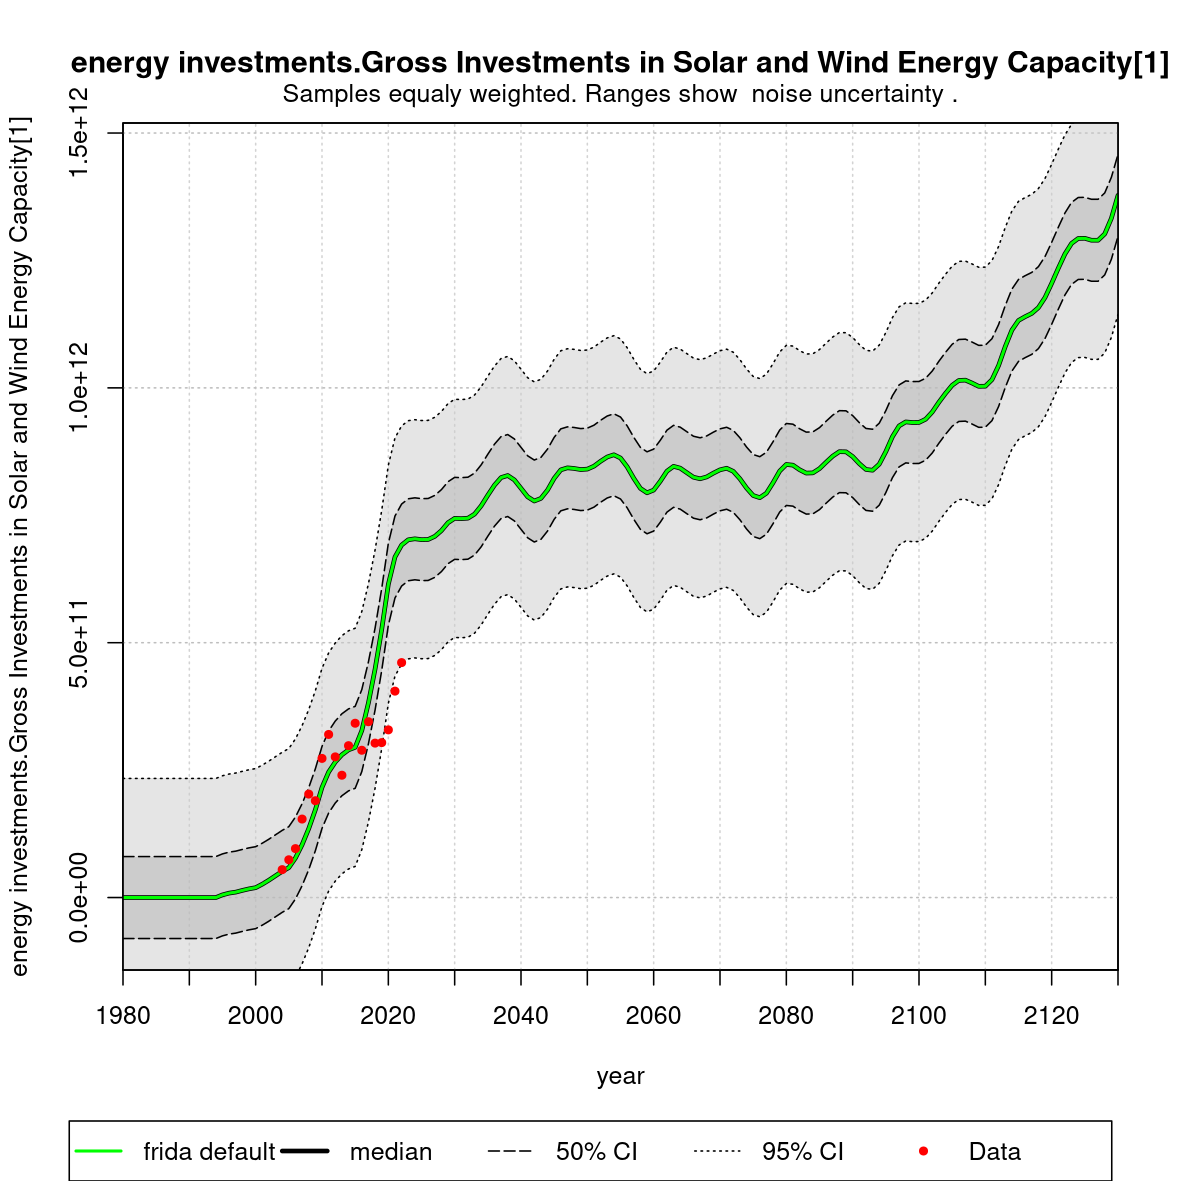 energy investments.Gross Investments in Solar and Wind Energy Capacity[1]
Samples equaly weighted. Ranges show  noise uncertainty .
energy investments.Gross Investments in Solar and Wind Energy Capacity[1]
1.5e+12
1.0e+12
5.0e+11
0.0e+00
1980 2000 2020 2040 2060 2080 2100 2120
year
frida default median 50% CI 95% CI Data